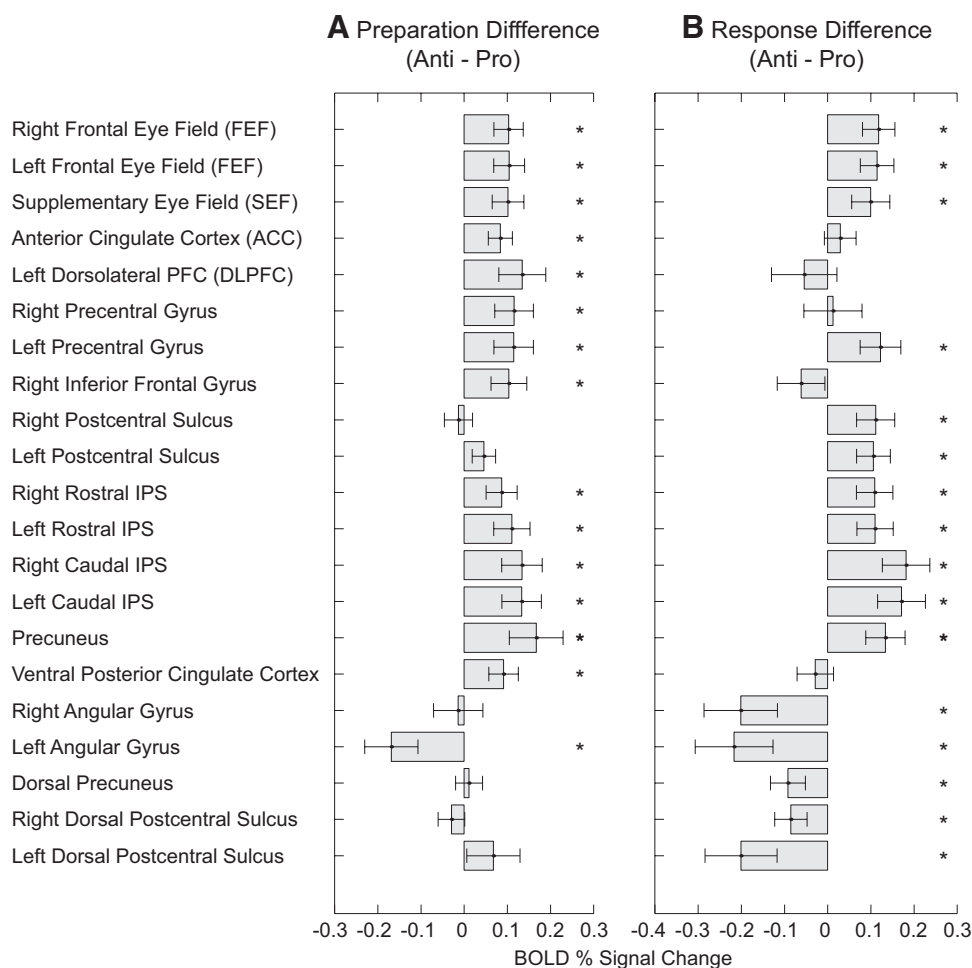 A Preparation Diffference
(Anti - Pro)
B Response Difference
(Anti - Pro)
Right Frontal Eye Field (FEF) * *
Left Frontal Eye Field (FEF) * *
Supplementary Eye Field (SEF) * *
Anterior Cingulate Cortex (ACC) *
Left Dorsolateral PFC (DLPFC) *
Right Precentral Gyrus *
Left Precentral Gyrus * *
Right Inferior Frontal Gyrus *
Right Postcentral Sulcus *
Left Postcentral Sulcus *
Right Rostral IPS * *
Left Rostral IPS * *
Right Caudal IPS * *
Left Caudal IPS * *
Precuneus * *
Ventral Posterior Cingulate Cortex *
Right Angular Gyrus *
Left Angular Gyrus * *
Dorsal Precuneus *
Right Dorsal Postcentral Sulcus *
Left Dorsal Postcentral Sulcus *
-0.3 -0.2 -0.1 0 0.1 0.2 0.3
-0.4 -0.3 -0.2 -0.1 0 0.1 0.2 0.3
BOLD % Signal Change